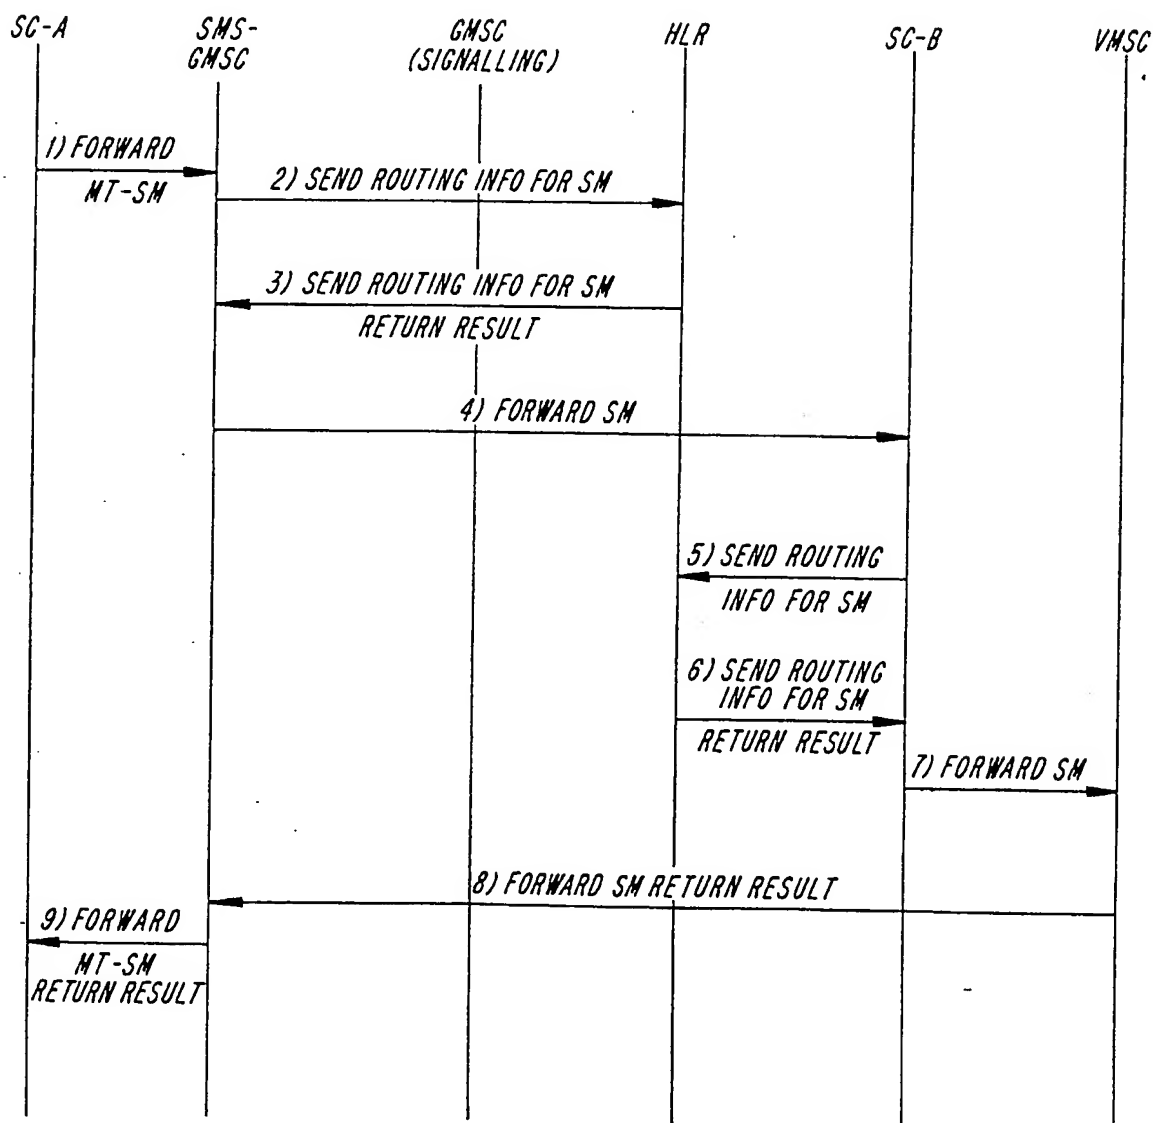 SC-A
SMS-
GMSC
GMSC
(SIGNALLING)
HLR
SC-B
VMSC
1) FORWARD
MT-SM
2) SEND ROUTING INFO FOR SM
3) SEND ROUTING INFO FOR SM
RETURN RESULT
4) FORWARD SM
5) SEND ROUTING
INFO FOR SM
6) SEND ROUTING
INFO FOR SM
RETURN RESULT
7) FORWARD SM
8) FORWARD SM RETURN RESULT
9) FORWARD
MT-SM
RETURN RESULT